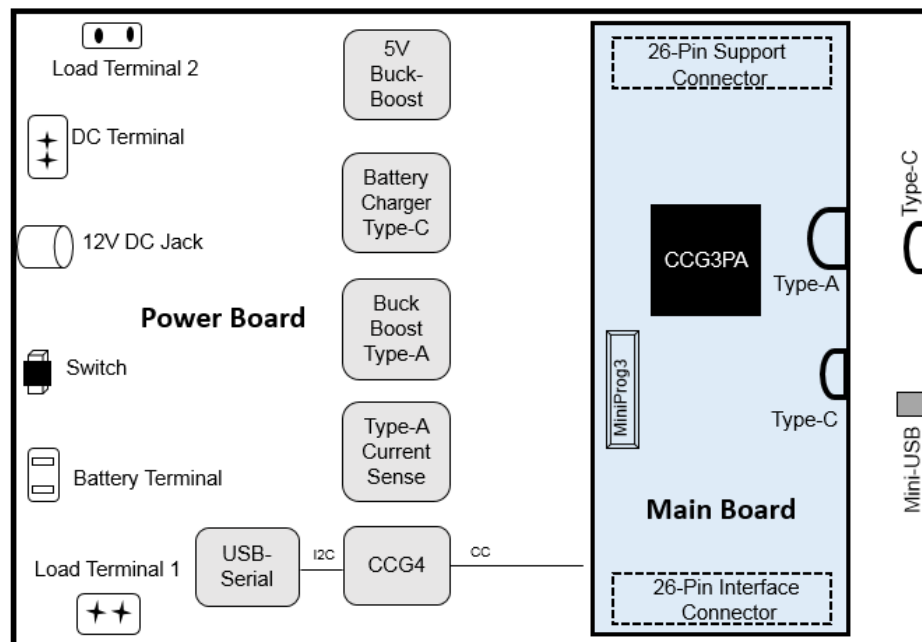 Load Terminal 2
DC Terminal
12V DC Jack
Power Board
Switch
Battery Terminal
Load Terminal 1
5V
Buck-
Boost
Battery
Charger
Type-C
Buck
Boost
Type-A
Type-A
Current
Sense
USB-
Serial
I2C
CCG4
CC
26-Pin Support
Connector
CCG3PA
Type-A
MiniProg3
Type-C
Main Board
26-Pin Interface
Connector
Type-C
Mini-USB